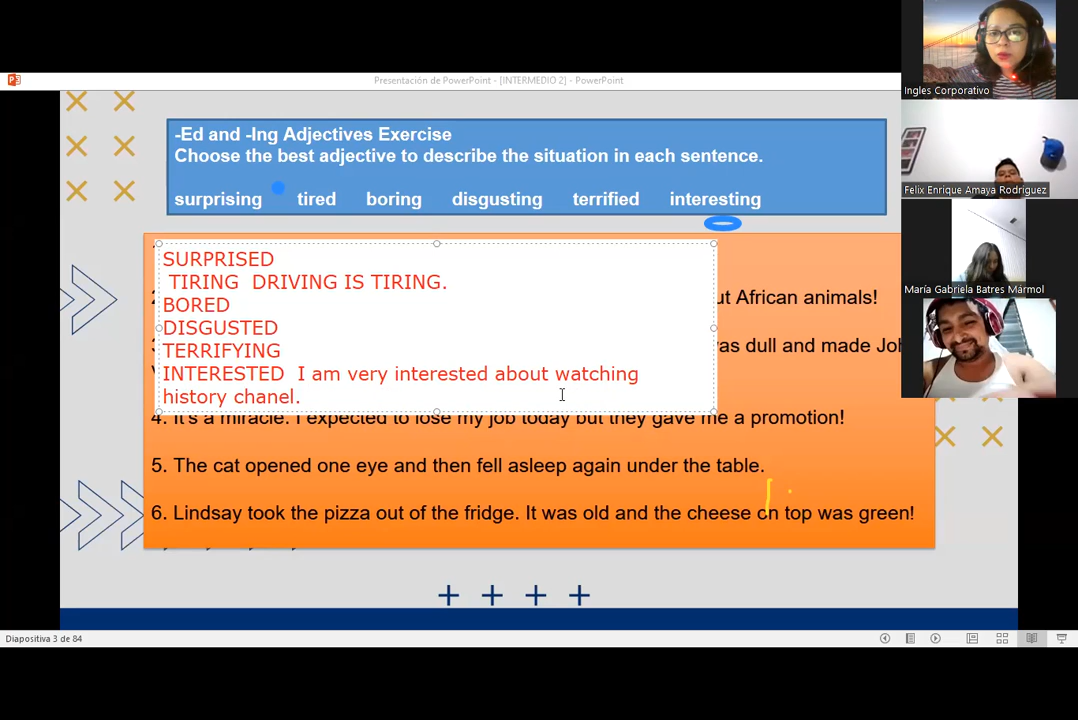 Presentación de PowerPoint - [INTERMEDIO 2] - PowerPoint
Ingles Corporativo
-Ed and -Ing Adjectives Exercise
Choose the best adjective to describe the situation in each sentence.
surprising tired boring disgusting terrified interesting
Felix Enrique Amaya Rodriguez
SURPRISED
TIRING DRIVING IS TIRING.
María Gabriela Batres Mármol
ut African animals!
BORED
DISGUSTED
was dull and made Joh
TERRIFYING
INTERESTED I am very interested about watching
history chanel.
4. It's a miracle. I expected to lose my job today but they gave me a promotion!
5. The cat opened one eye and then fell asleep again under the table.
6. Lindsay took the pizza out of the fridge. It was old and the cheese on top was green!
Diapositiva 3 de 84